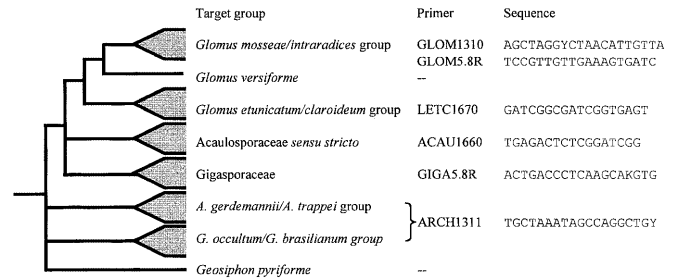 Target group Primer Sequence
Glomus mosseae/intraradices group GLOM1310 AGCTAGGYCTAACATTGTTA
GLOM5.8R TCCGTTGTTGAAAGTGATC
Glomus versiforme --
Glomus etunicatum/claroideum group LETC1670 GATCGGCGATCGGTGAGT
Acaulosporaceae sensu stricto ACAU1660 TGAGACTCTCGGATCGG
Gigasporaceae GIGA5.8R ACTGACCCTCAAGCAKGTG
A. gerdemannii/A. trappei group
ARCH1311 TGCTAAATAGCCAGGCTGY
G. occultum/G. brasilianum group
Geosiphon pyriforme --